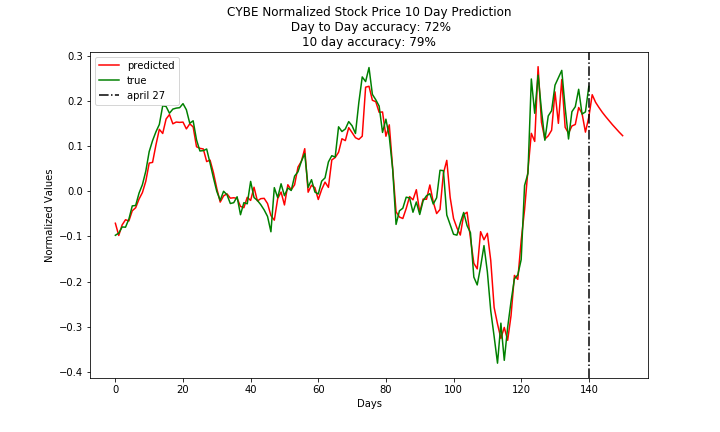 CYBE Normalized Stock Price 10 Day Prediction
Day to Day accuracy: 72%
10 day accuracy: 79%
predicted
true
april 27
0.3
0.2
0.1
0.0
−0.1
−0.2
−0.3
−0.4
Normalized Values
0 20 40 60 80 100 120 140
Days